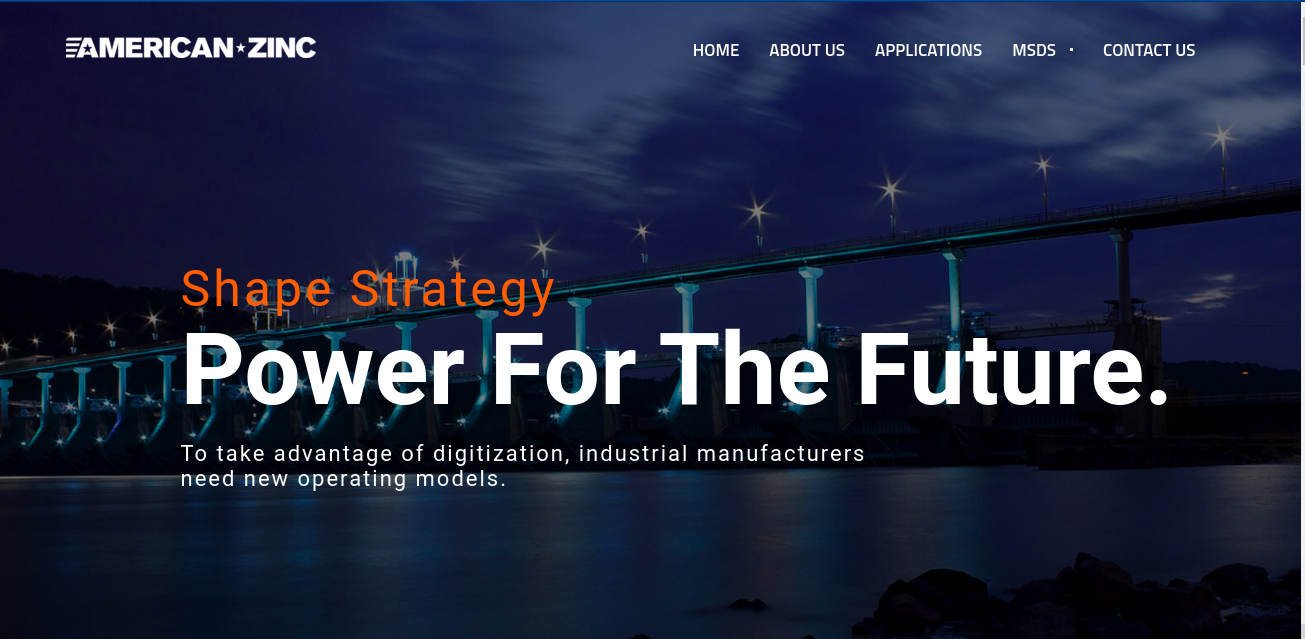 AMERICAN★ZINC
HOME ABOUT US APPLICATIONS MSDS CONTACT US
Shape Strategy
Power For The Future.
To take advantage of digitization, industrial manufacturers
need new operating models.